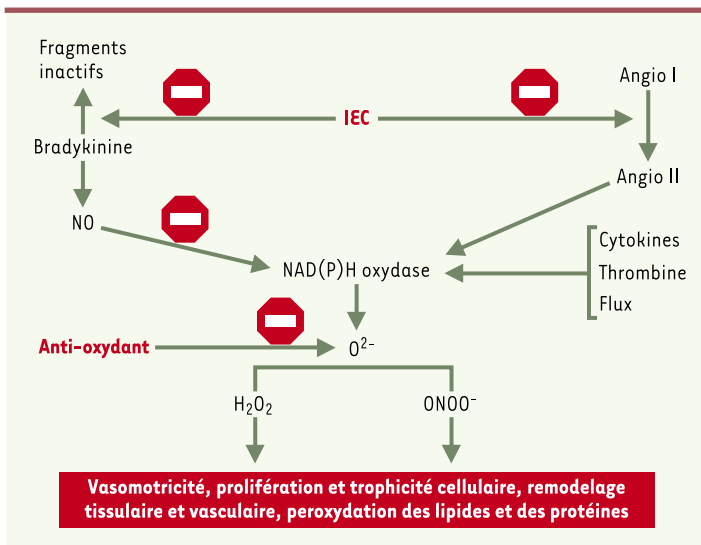 Fragments
inactifs
Angio I
IEC
Bradykinine
Angio II
NO
Cytokines
NAD(P)H oxydase
Thrombine
Flux
Anti-oxydant
O²⁻
H₂O₂
ONOO⁻
Vasomotricité, prolifération et trophicité cellulaire, remodelage
tissulaire et vasculaire, peroxydation des lipides et des protéines